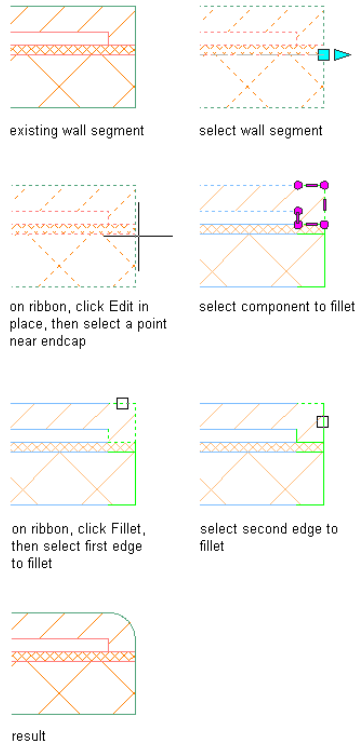 existing wall segment
select wall segment
on ribbon, click Edit in
place, then select a point
near endcap
select component to fillet
on ribbon, click Fillet,
then select first edge
to fillet
select second edge to
fillet
result